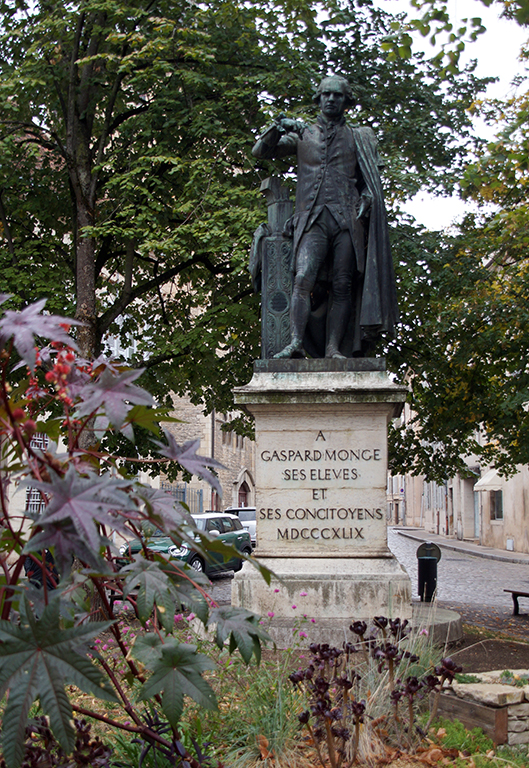 A
GASPARD MONGE
SES ELEVES
ET
SES CONCITOYENS
MDCCCXLIX